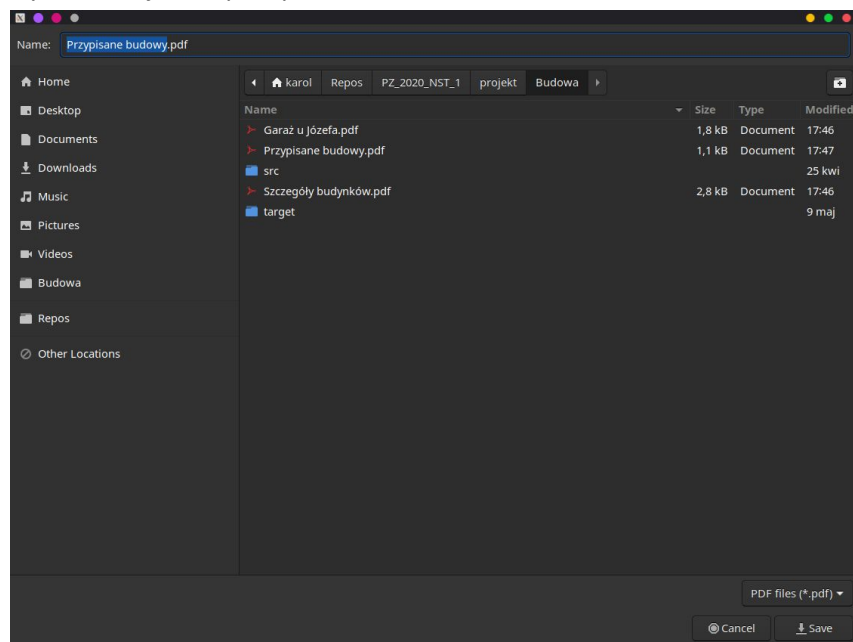 Name: Przypisane budowy.pdf
Home
Desktop
Documents
Downloads
Music
Pictures
Videos
Budowa
Repos
Other Locations
karol Repos PZ_2020_NST_1 projekt Budowa
Name Size Type Modified
Garaż u Józefa.pdf 1,8 kB Document 17:46
Przypisane budowy.pdf 1,1 kB Document 17:47
src 25 kwi
Szczegóły budynków.pdf 2,8 kB Document 17:46
target 9 maj
PDF files (*.pdf)
Cancel Save